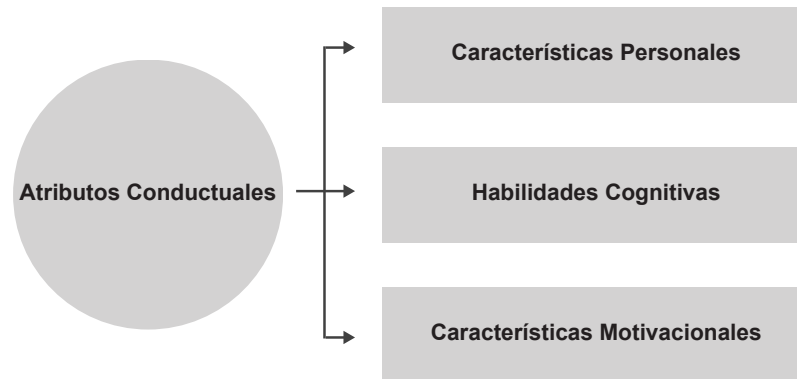 Características Personales
Atributos Conductuales
Habilidades Cognitivas
Características Motivacionales